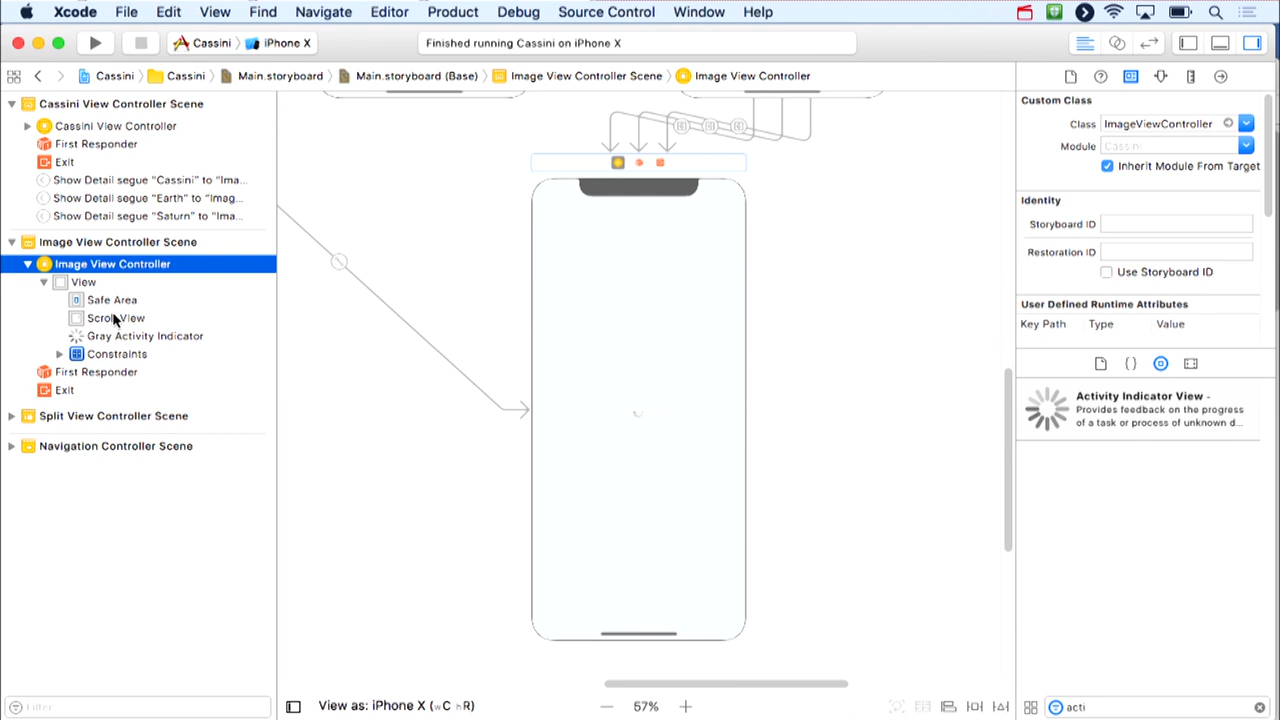 Xcode File Edit View Find Navigate Editor Product Debug Source Control Window Help
Cassini iPhone X
Finished running Cassini on iPhone X
Cassini Cassini Main.storyboard Main.storyboard (Base) Image View Controller Scene Image View Controller
Cassini View Controller Scene
Cassini View Controller
First Responder
Exit
Show Detail segue "Cassini" to "Ima...
Show Detail segue "Earth" to "Imag...
Show Detail segue "Saturn" to "Ima...
Image View Controller Scene
Image View Controller
View
Safe Area
Scroll View
Gray Activity Indicator
Constraints
First Responder
Exit
Split View Controller Scene
Navigation Controller Scene
Filter
View as: iPhone X (wC hR)
57%
Custom Class
Class ImageViewController
Module Cassini
Inherit Module From Target
Identity
Storyboard ID
Restoration ID
Use Storyboard ID
User Defined Runtime Attributes
Key Path Type Value
Activity Indicator View -
Provides feedback on the progress
of a task or process of unknown d...
acti